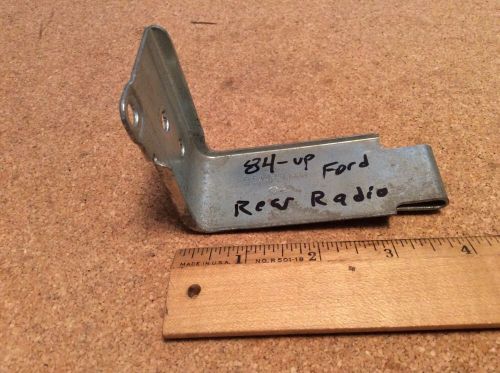 84-up Ford
Rear Radio
1 2 3 4
MADE IN U.S.A. NO. R501-18